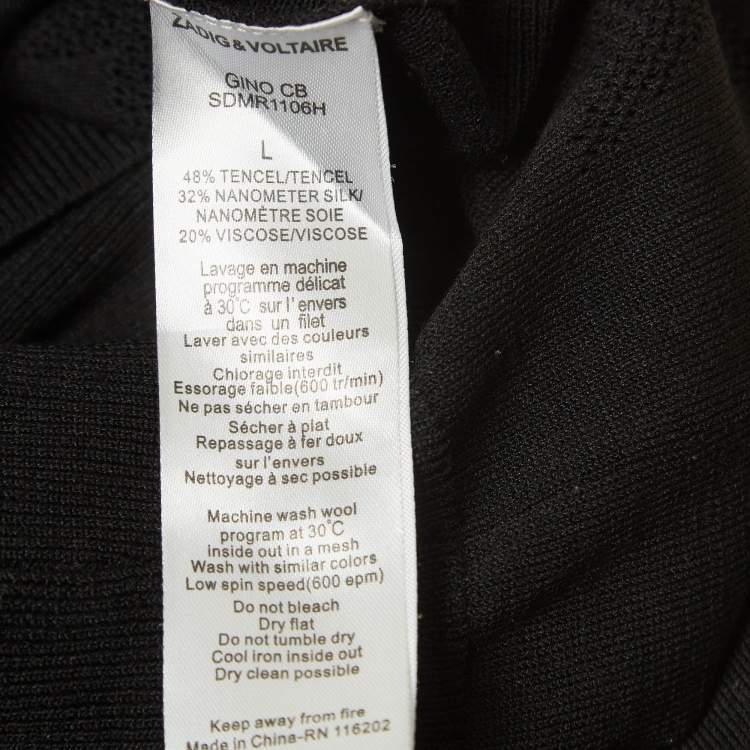 ZADIG&VOLTAIRE
GINO CB
SDMR1106H
L
48% TENCEL/TENCEL
32% NANOMETER SILK/
NANOMÈTRE SOIE
20% VISCOSE/VISCOSE
Lavage en machine
programme délicat
à 30°C sur l'envers
dans un filet
Laver avec des couleurs
similaires
Chlorage interdit
Essorage faible(600 tr/min)
Ne pas sécher en tambour
Sécher à plat
Repassage à fer doux
sur l'envers
Nettoyage à sec possible
Machine wash wool
program at 30°C
inside out in a mesh
Wash with similar colors
Low spin speed(600 epm)
Do not bleach
Dry flat
Do not tumble dry
Cool iron inside out
Dry clean possible
Keep away from fire
Made in China-RN 116202